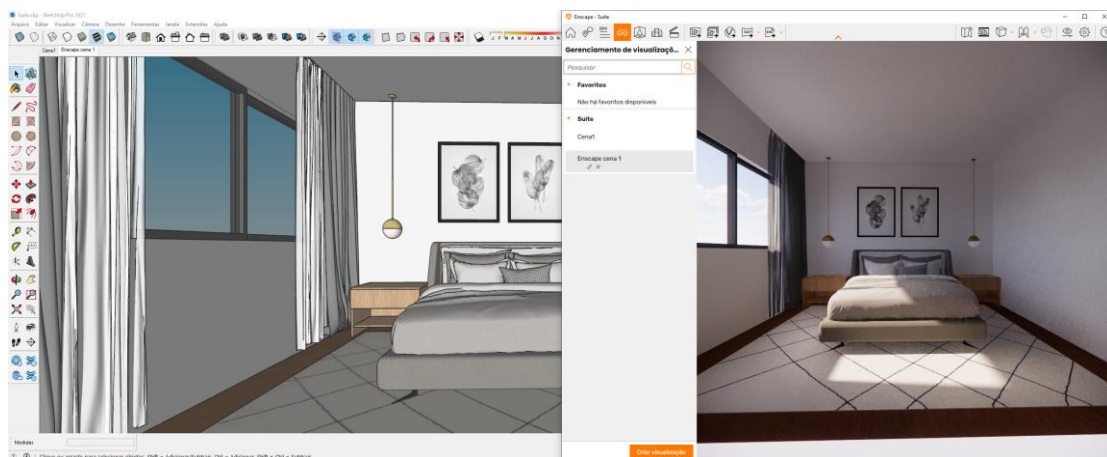 Suite.skp - SketchUp Pro 2021
Arquivo Editar Visualizar Câmera Desenho Ferramentas Janela Extensões Ajuda
J F M A M J J A S O N
Cena1 Enscape cena 1
Medidas
Enscape - Suite
Gerenciamento de visualizaçõ...
Pesquisar
Favoritos
Não há favoritos disponíveis
Suite
Cena1
Enscape cena 1
Criar visualização